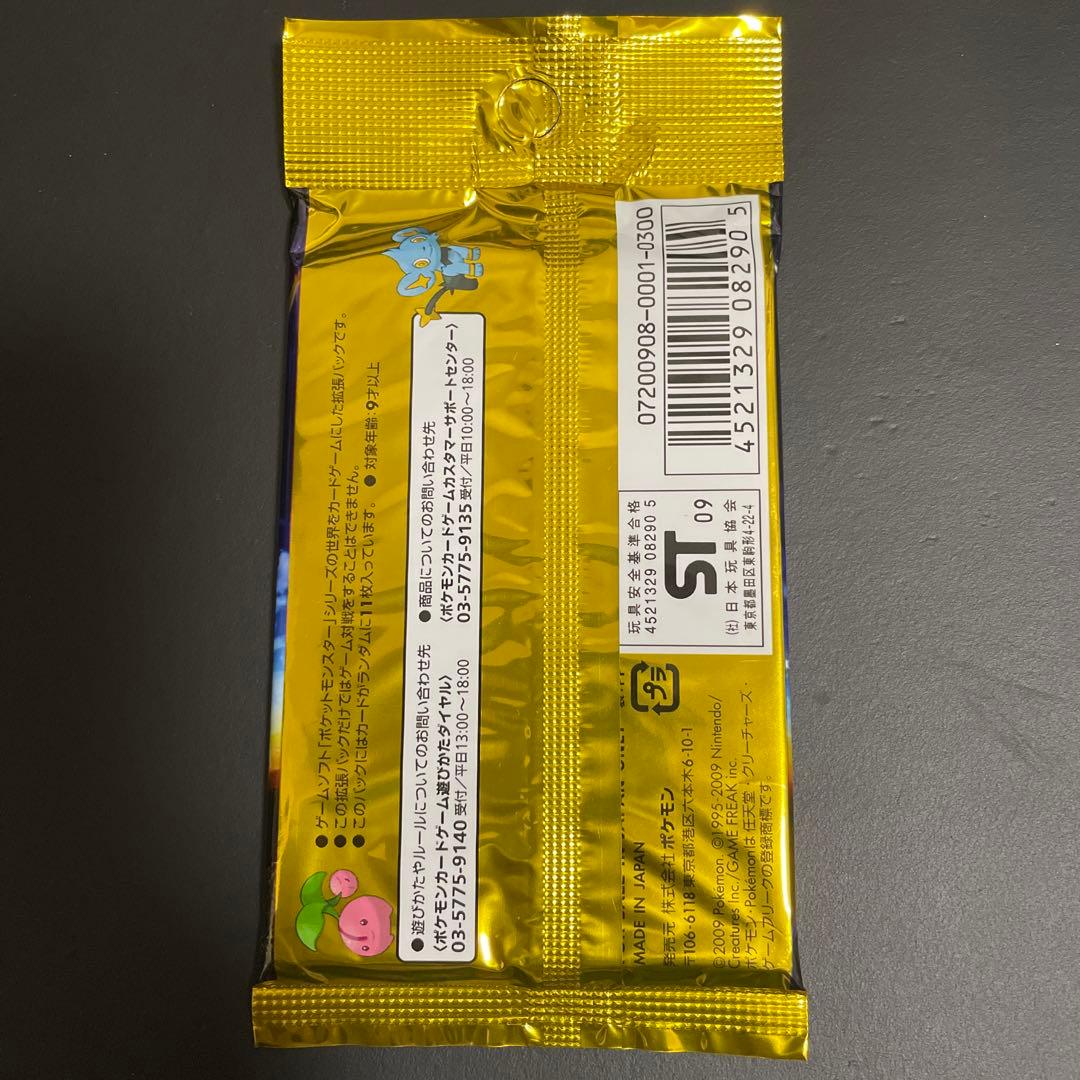 ●ゲームソフト「ポケットモンスター」シリーズの世界をカードゲームにした拡張パックです。
●この拡張パックだけではゲーム対戦をすることはできません。
●このパックにはカードがランダムに11枚入っています。 ●対象年齢:9才以上
●遊びかたやルールについてのお問い合わせ先
〈ポケモンカードゲーム遊びかたダイヤル〉
03-5775-9140 受付/平日13:00～18:00
●商品についてのお問い合わせ先
〈ポケモンカードゲームカスタマーサポートセンター〉
03-5775-9135 受付/平日10:00～18:00
07200908-0001-0300
4 521329 08290 5
玩具安全基準合格
4521329 08290 5
ST 09
(社)日本玩具協会
東京都墨田区東駒形4-22-4
プラ
MADE IN JAPAN
発売元 株式会社ポケモン
〒106-6118 東京都港区六本木6-10-1
©2009 Pokémon. ©1995-2009 Nintendo/
Creatures Inc./GAME FREAK inc.
ポケモン・Pokémonは 任天堂・クリーチャーズ・
ゲームフリークの登録商標です。